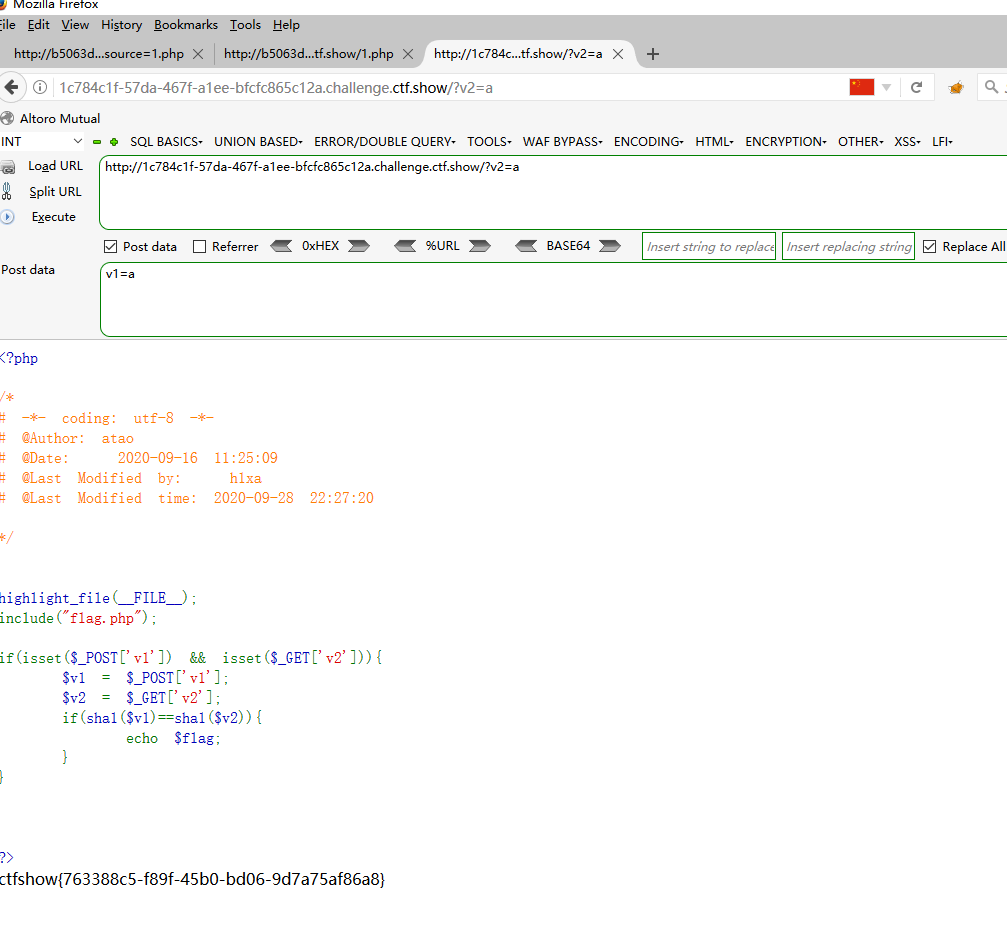 Mozilla Firefox
File Edit View History Bookmarks Tools Help
http://b5063d...source=1.php http://b5063d...tf.show/1.php http://1c784c...tf.show/?v2=a
1c784c1f-57da-467f-a1ee-bfcfc865c12a.challenge.ctf.show/?v2=a
Altoro Mutual
INT SQL BASICS UNION BASED ERROR/DOUBLE QUERY TOOLS WAF BYPASS ENCODING HTML ENCRYPTION OTHER XSS LFI
Load URL http://1c784c1f-57da-467f-a1ee-bfcfc865c12a.challenge.ctf.show/?v2=a
Split URL
Execute
Post data Referrer 0xHEX %URL BASE64 Insert string to replace Insert replacing string Replace All
Post data v1=a
<?php
/*
# -*- coding: utf-8 -*-
# @Author: atao
# @Date: 2020-09-16 11:25:09
# @Last Modified by: h1xa
# @Last Modified time: 2020-09-28 22:27:20
*/
highlight_file(__FILE__);
include("flag.php");
if(isset($_POST['v1']) && isset($_GET['v2'])){
$v1 = $_POST['v1'];
$v2 = $_GET['v2'];
if(sha1($v1)==sha1($v2)){
echo $flag;
}
}
?>
ctfshow{763388c5-f89f-45b0-bd06-9d7a75af86a8}